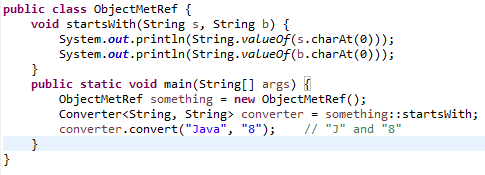 public class ObjectMetRef {
void startsWith(String s, String b) {
System.out.println(String.valueOf(s.charAt(0)));
System.out.println(String.valueOf(b.charAt(0)));
}
public static void main(String[] args) {
ObjectMetRef something = new ObjectMetRef();
Converter<String, String> converter = something::startsWith;
converter.convert("Java", "8");    // "J" and "8"
}
}